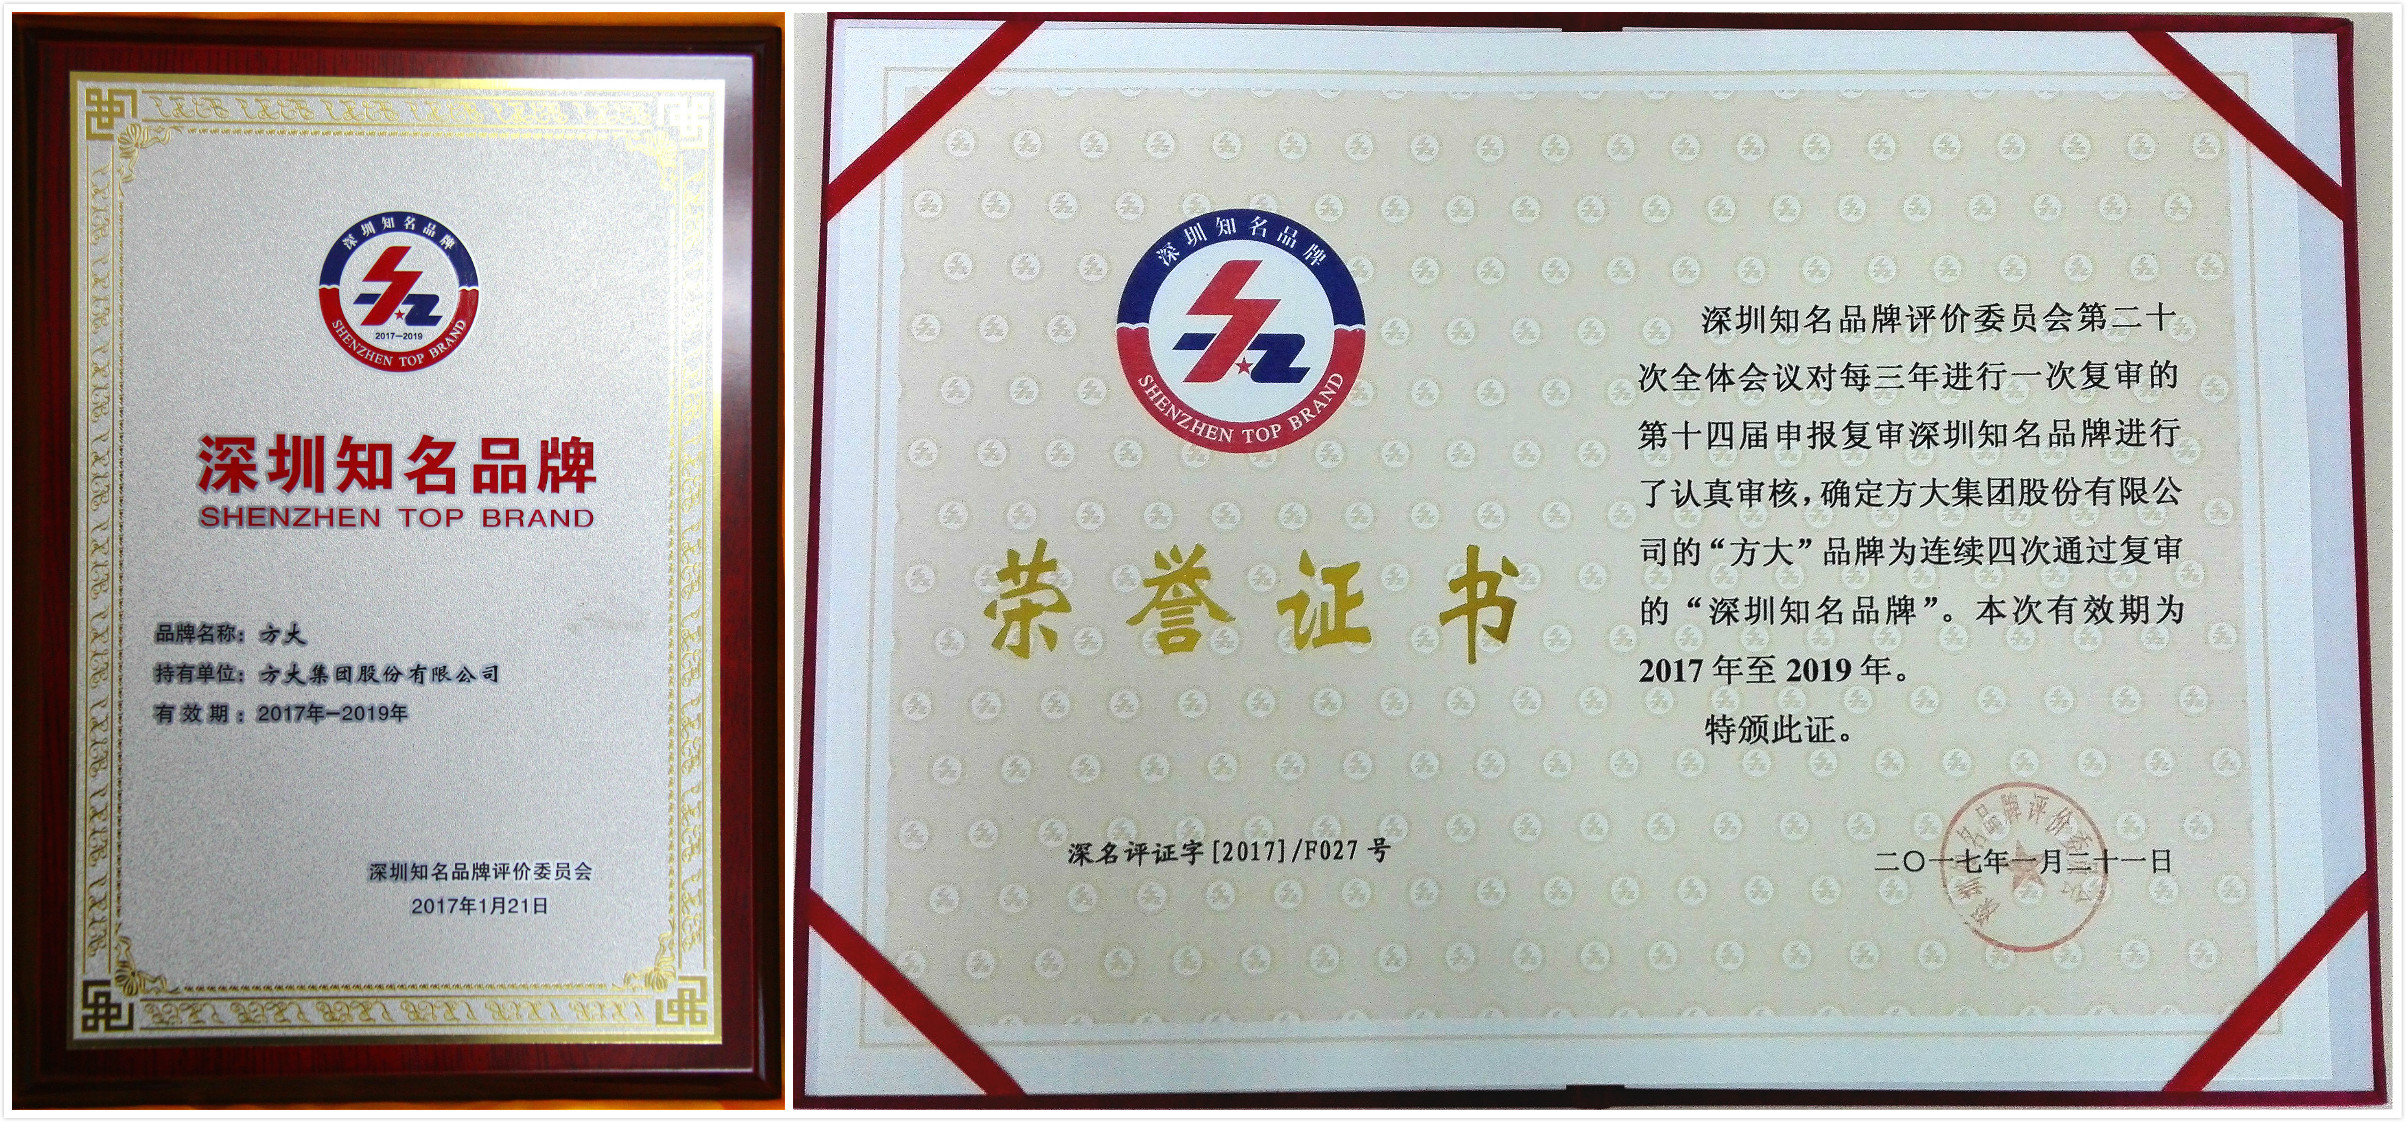 深圳知名品牌
2017—2019
SHENZHEN TOP BRAND
深圳知名品牌
SHENZHEN TOP BRAND
品牌名称：方大
持有单位：方大集团股份有限公司
有效期：2017年—2019年
深圳知名品牌评价委员会
2017年1月21日
深圳知名品牌
SHENZHEN TOP BRAND
荣誉证书
深名评证字[2017]/F027号
深圳知名品牌评价委员会第二十
次全体会议对每三年进行一次复审的
第十四届申报复审深圳知名品牌进行
了认真审核，确定方大集团股份有限公
司的“方大”品牌为连续四次通过复审
的“深圳知名品牌”。本次有效期为
2017年至2019年。
特颁此证。
深圳知名品牌评价委员会
二〇一七年一月二十一日